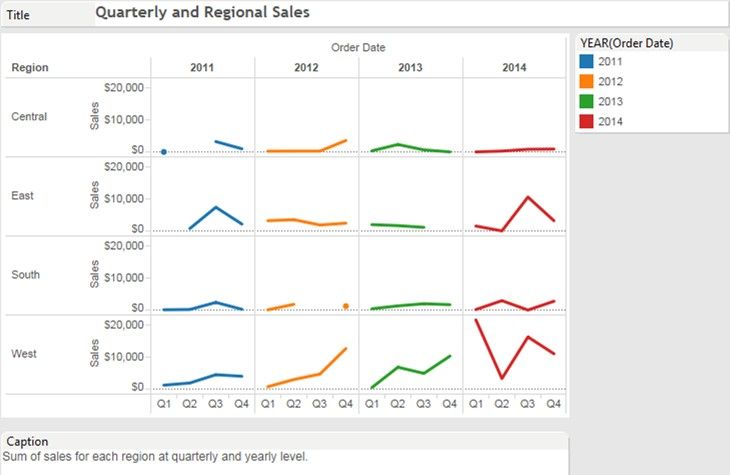 Title
Quarterly and Regional Sales
Order Date
Region 2011 2012 2013 2014
Central
Sales
$20,000
$10,000
$0
East
Sales
$20,000
$10,000
$0
South
Sales
$20,000
$10,000
$0
West
Sales
$20,000
$10,000
$0
Q1 Q2 Q3 Q4 Q1 Q2 Q3 Q4 Q1 Q2 Q3 Q4 Q1 Q2 Q3 Q4
YEAR(Order Date)
2011
2012
2013
2014
Caption
Sum of sales for each region at quarterly and yearly level.